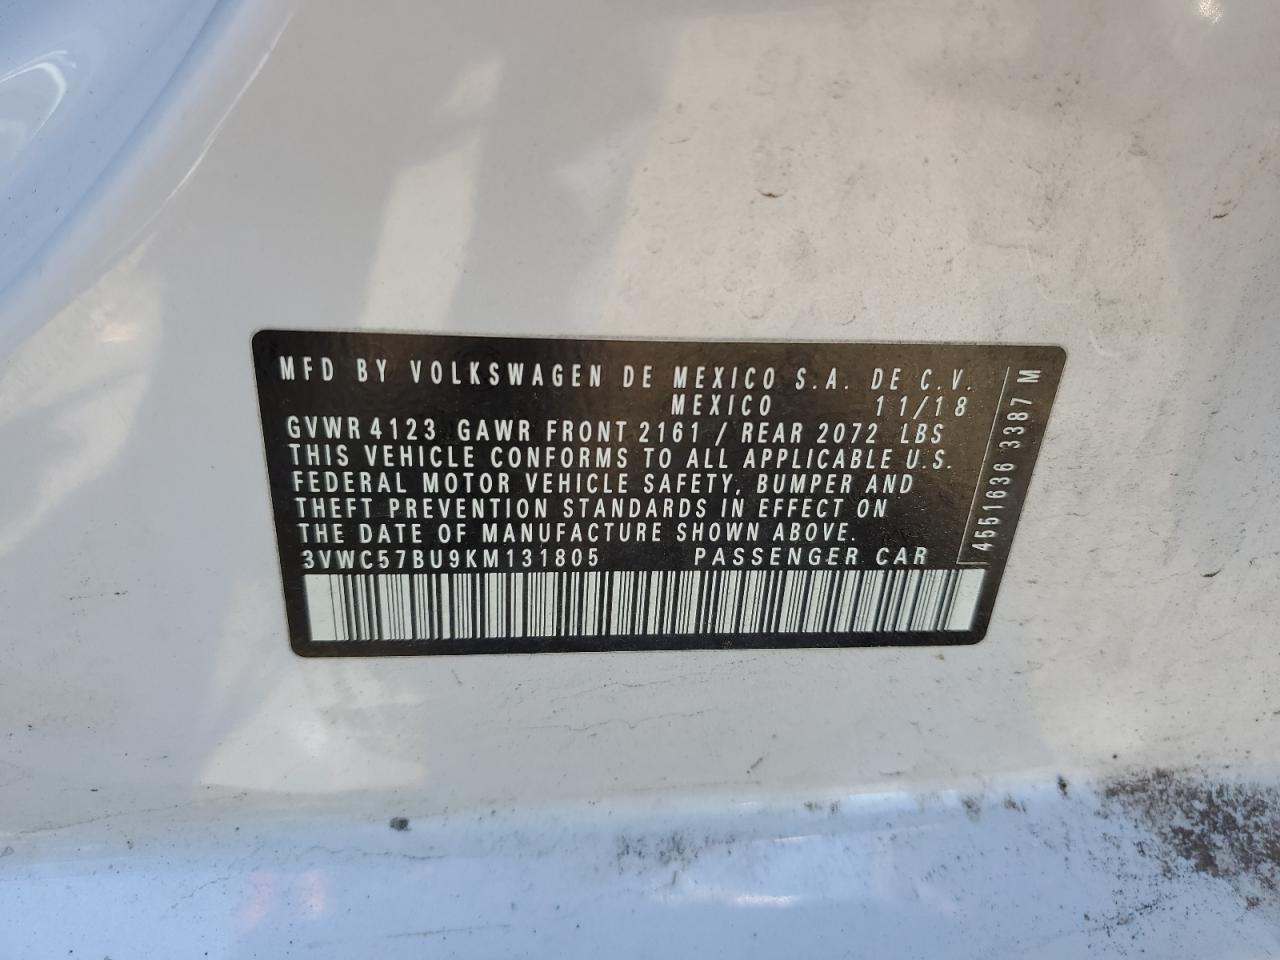 MFD BY VOLKSWAGEN DE MEXICO S.A. DE C.V.
MEXICO 11/18
GVWR 4123 GAWR FRONT 2161 / REAR 2072 LBS
THIS VEHICLE CONFORMS TO ALL APPLICABLE U.S.
FEDERAL MOTOR VEHICLE SAFETY, BUMPER AND
THEFT PREVENTION STANDARDS IN EFFECT ON
THE DATE OF MANUFACTURE SHOWN ABOVE.
3VWC57BU9KM131805 PASSENGER CAR
4551636 3387 M